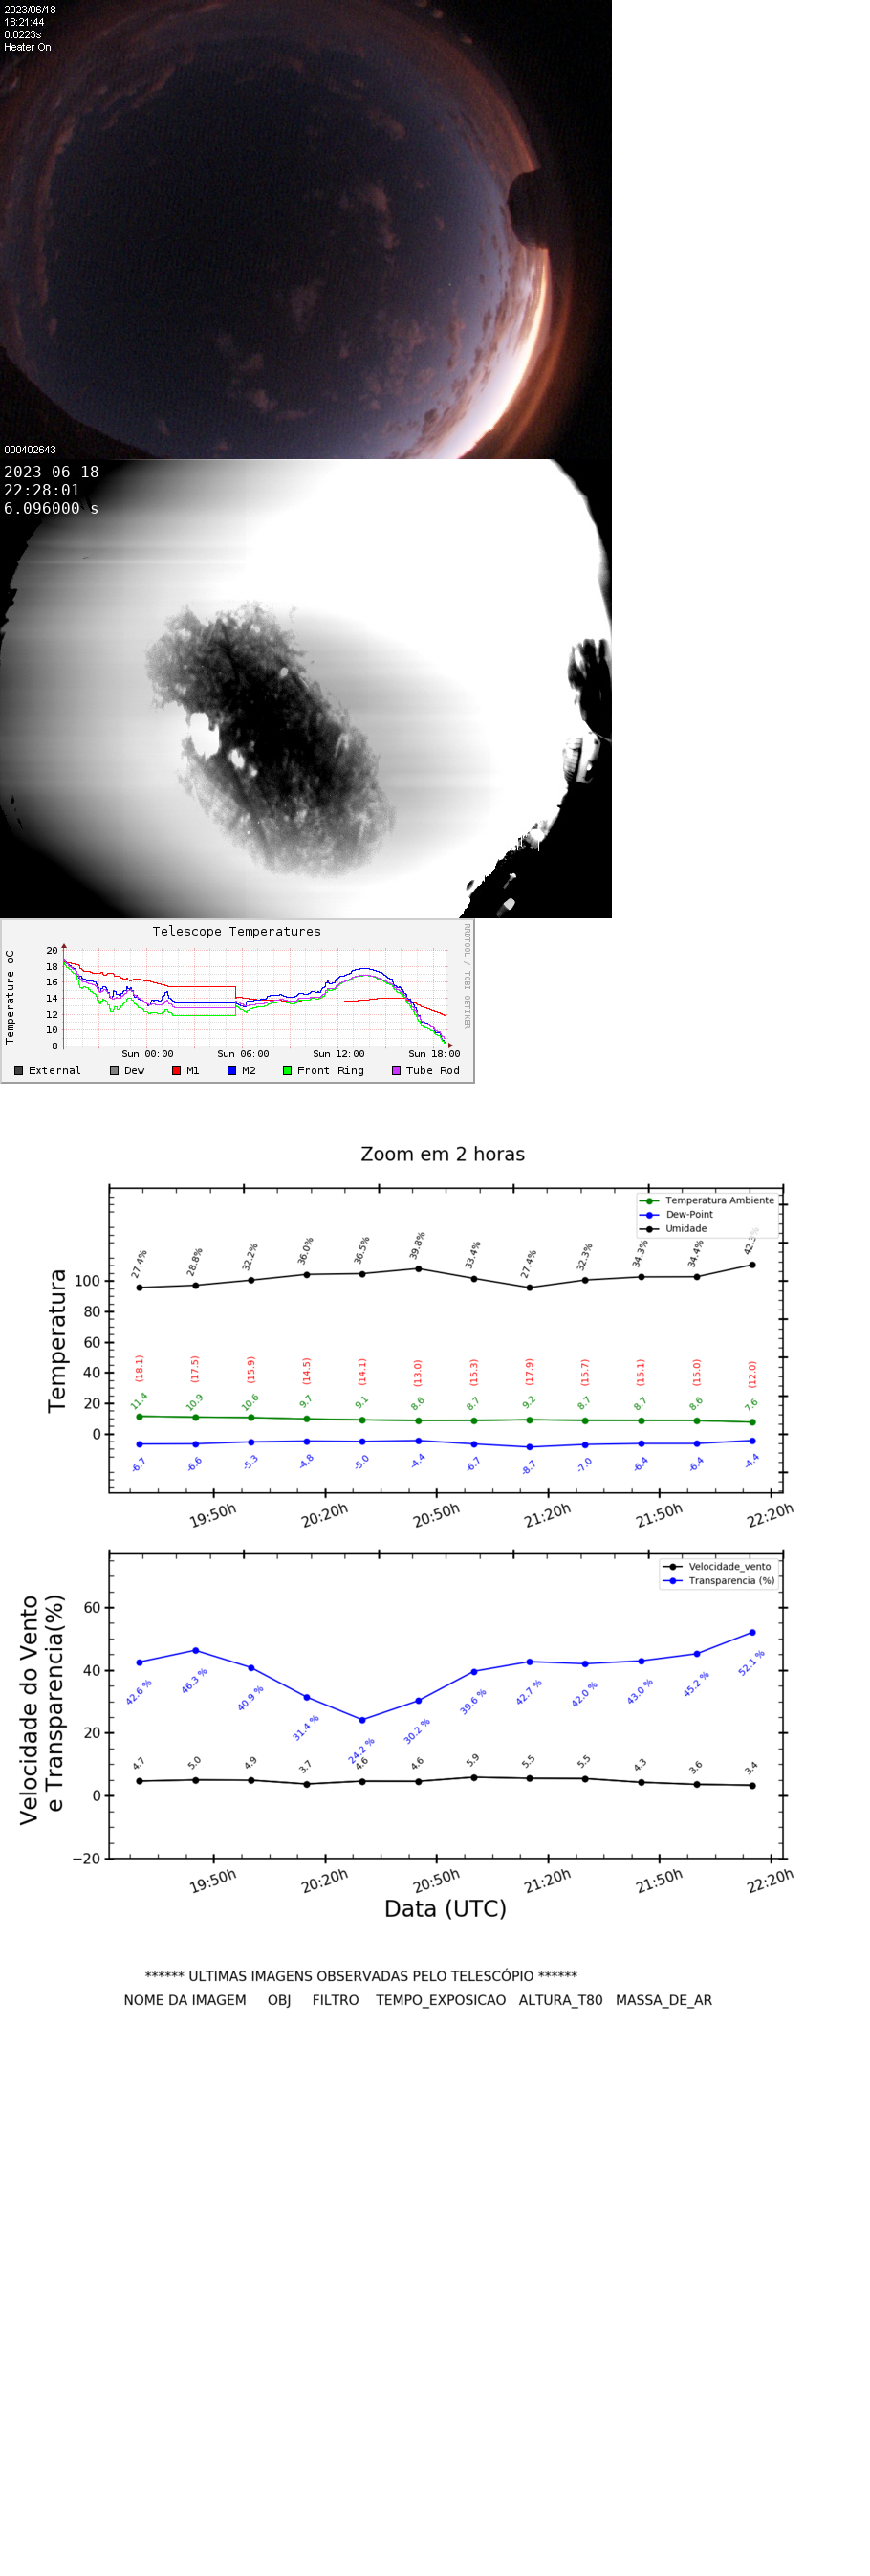 2023/06/18
18:21:44
0.0223s
Heater On
000402643
2023-06-18
22:28:01
6.096000 s
Telescope Temperatures
RRDTOOL / TOBI OETIKER
Temperature oC
20
18
16
14
12
10
8
Sun 00:00 Sun 06:00 Sun 12:00 Sun 18:00
External Dew M1 M2 Front Ring Tube Rod
Zoom em 2 horas
Temperatura Ambiente
Dew-Point
Umidade
Temperatura
100
80
60
40
20
0
27.4% 28.8% 32.2% 36.0% 36.5% 39.8% 33.4% 27.4% 32.3% 34.3% 34.4%
(18.1) (17.5) (15.9) (14.5) (14.1) (13.0) (15.3) (17.9) (15.7) (15.1) (15.0) (12.0)
11.4 10.9 10.6 9.7 9.1 8.6 8.7 9.2 8.7 8.7 8.6 7.6
-6.7 -6.6 -5.3 -4.8 -5.0 -4.4 -6.7 -8.7 -7.0 -6.4 -6.4 -4.4
19:50h 20:20h 20:50h 21:20h 21:50h 22:20h
Velocidade_vento
Transparencia (%)
Velocidade do Vento
e Transparencia(%)
60
40
20
0
−20
42.6 % 46.3 % 40.9 % 31.4 % 24.2 % 30.2 % 39.6 % 42.7 % 42.0 % 43.0 % 45.2 % 52.1 %
4.7 5.0 4.9 3.7 4.6 4.6 5.9 5.5 5.5 4.3 3.6 3.4
19:50h 20:20h 20:50h 21:20h 21:50h 22:20h
Data (UTC)
****** ULTIMAS IMAGENS OBSERVADAS PELO TELESCÓPIO ******
NOME DA IMAGEM OBJ FILTRO TEMPO_EXPOSICAO ALTURA_T80 MASSA_DE_AR